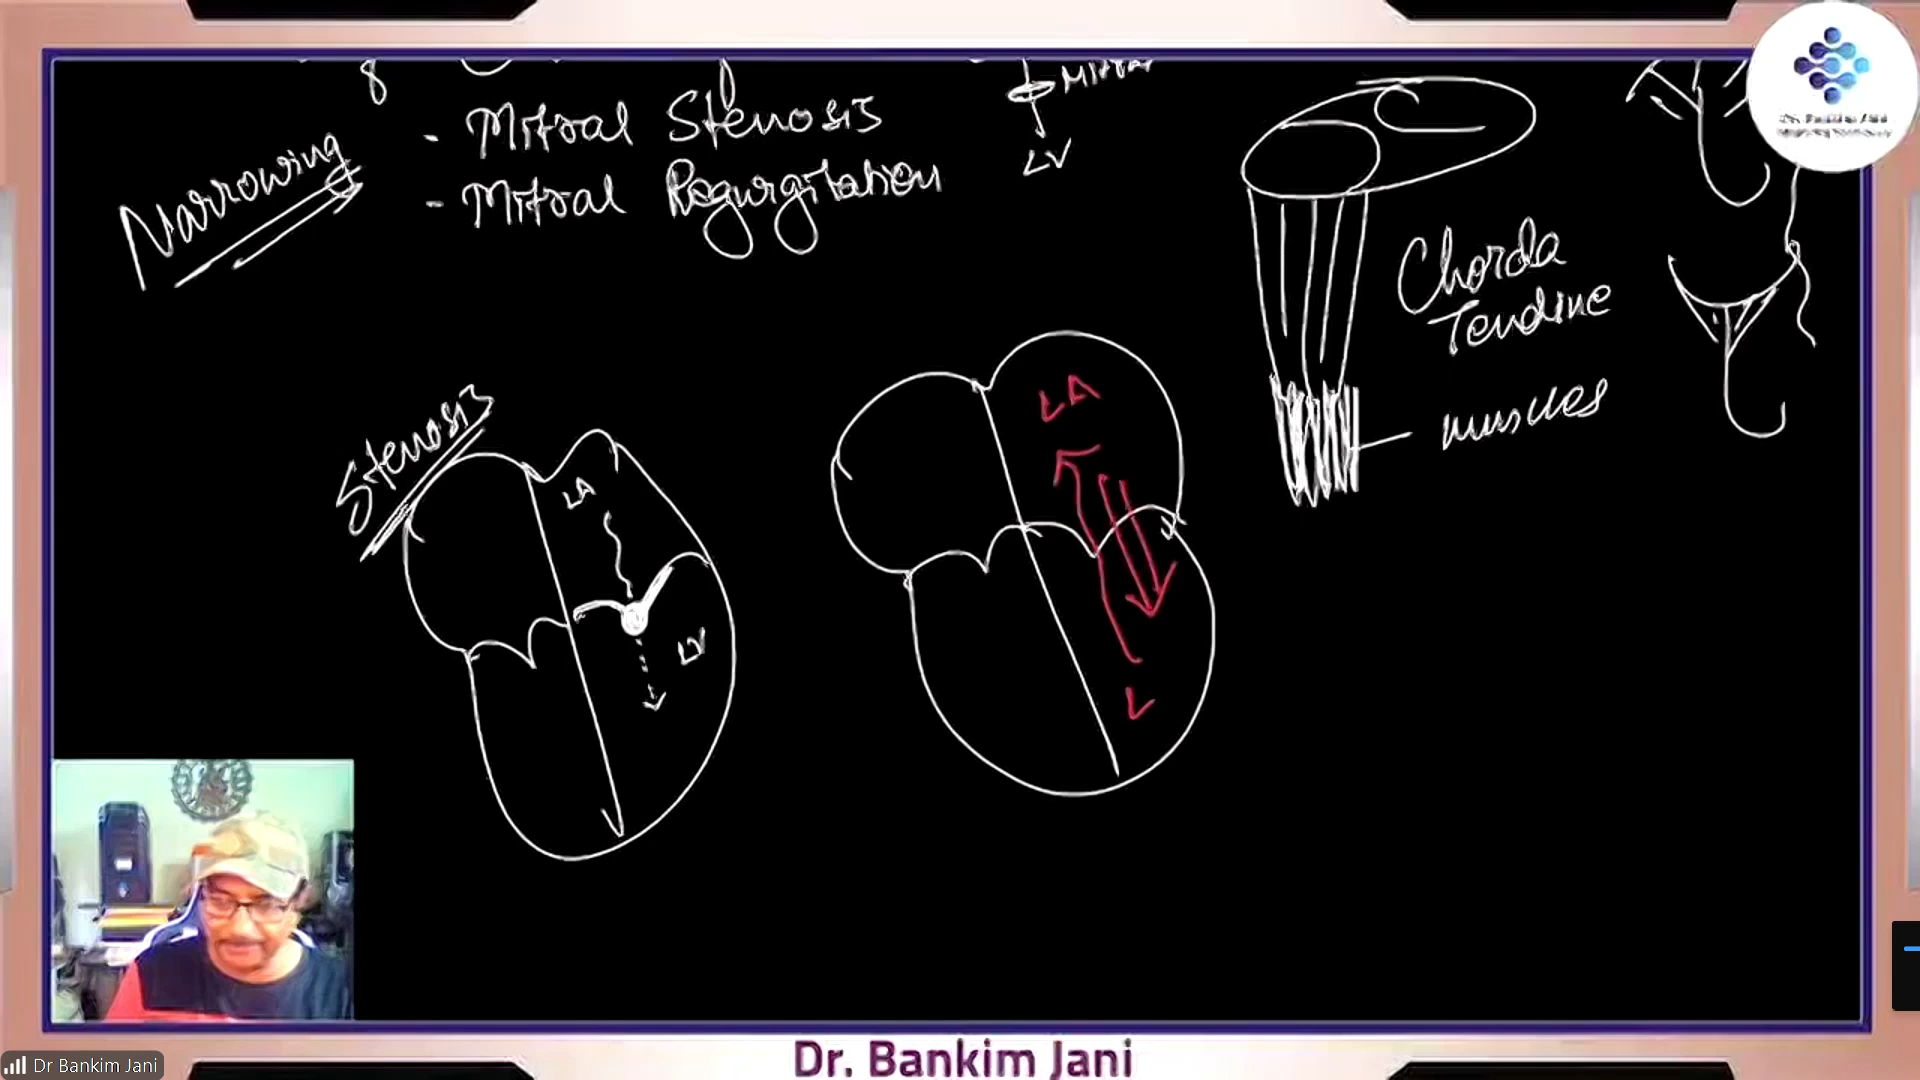 - Mitral Stenosis
- Mitral Regurgitation
Narrowing
LV
Chorda
Tendine
muscles
Stenosis
LA
LV
LA
L
Dr Bankim Jani
Dr. Bankim Jani